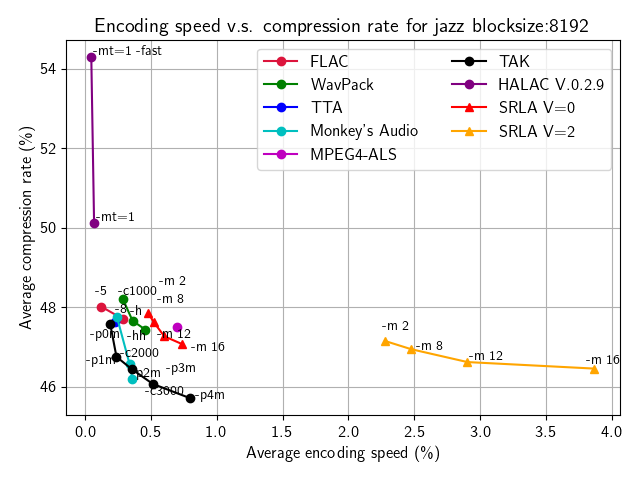 Encoding speed v.s. compression rate for jazz blocksize:8192
Average compression rate (%)
54
52
50
48
46
FLAC
WavPack
TTA
Monkey's Audio
MPEG4-ALS
TAK
HALAC V.0.2.9
SRLA V=0
SRLA V=2
-mt=1 -fast
-mt=1
-5
-8
-c1000
-h
-hh
-m 2
-m 8
-m 12
-m 16
-p0m
-p1m
-c2000
-p2m
-p3m
-c3000
-p4m
-m 2
-m 8
-m 12
-m 16
0.0
0.5
1.0
1.5
2.0
2.5
3.0
3.5
4.0
Average encoding speed (%)